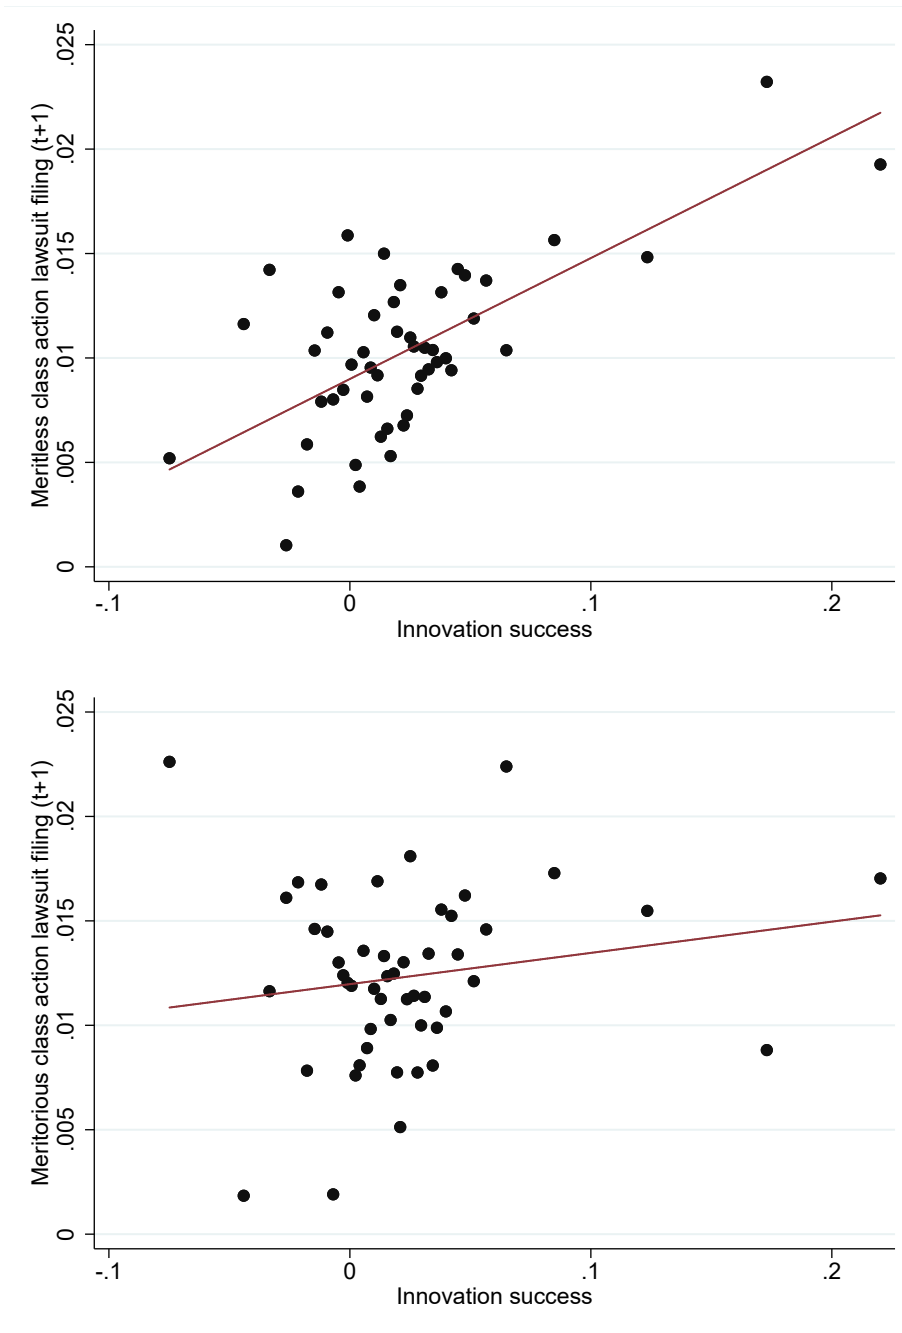 Meritless class action lawsuit filing (t+1)
.025
.02
.015
.01
.005
0
-.1 0 .1 .2
Innovation success
Meritorious class action lawsuit filing (t+1)
.025
.02
.015
.01
.005
0
-.1 0 .1 .2
Innovation success